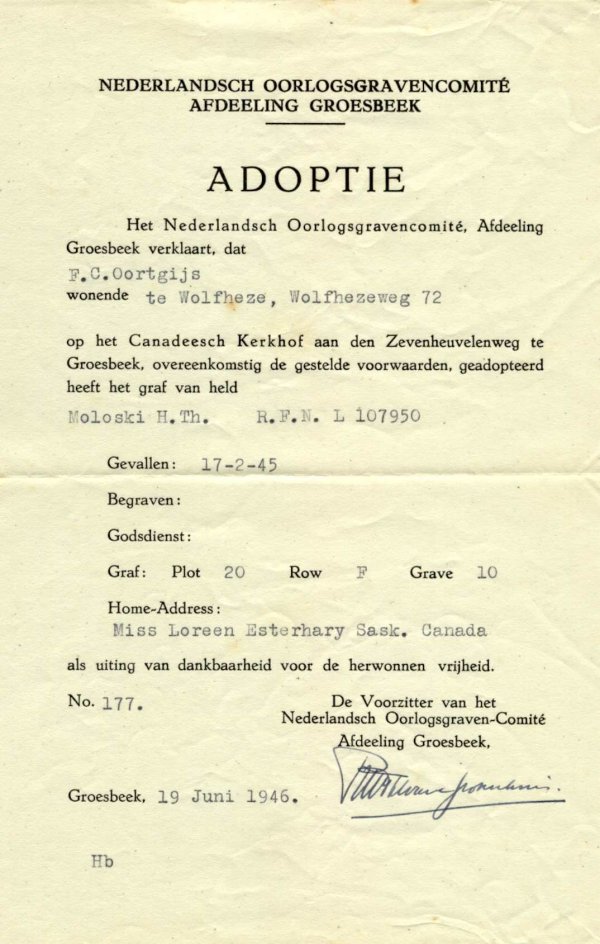 NEDERLANDSCH OORLOGSGRAVENCOMITÉ
AFDEELING GROESBEEK
ADOPTIE
Het Nederlandsch Oorlogsgravencomité, Afdeeling
Groesbeek verklaart, dat
F.C.Oortgijs
wonende te Wolfheze, Wolfhezeweg 72
op het Canadeesch Kerkhof aan den Zevenheuvelenweg te
Groesbeek, overeenkomstig de gestelde voorwaarden, geadopteerd
heeft het graf van held
Moloski H.Th. R.F.N. L 107950
Gevallen: 17-2-45
Begraven:
Godsdienst:
Graf: Plot 20 Row F Grave 10
Home-Address:
Miss Loreen Esterhary Sask. Canada
als uiting van dankbaarheid voor de herwonnen vrijheid.
No. 177.
De Voorzitter van het
Nederlandsch Oorlogsgraven-Comité
Afdeeling Groesbeek,
Groesbeek, 19 Juni 1946.
Hb